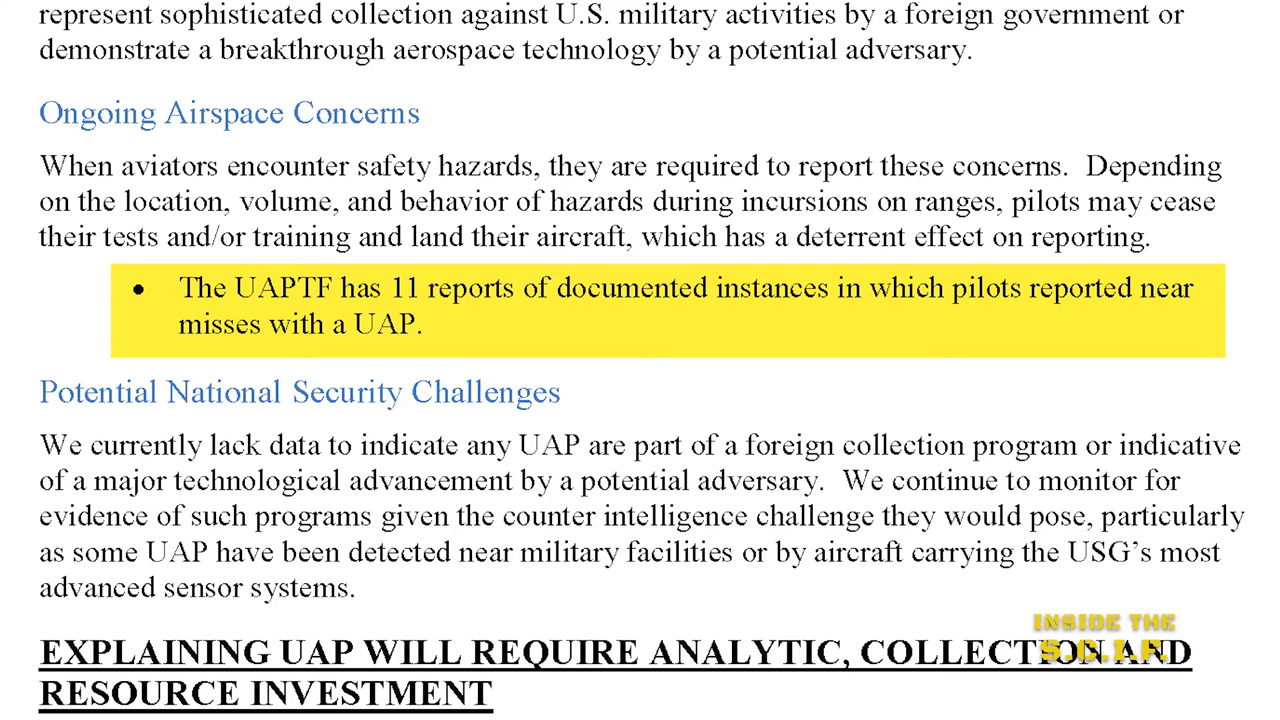 represent sophisticated collection against U.S. military activities by a foreign government or
demonstrate a breakthrough aerospace technology by a potential adversary.
Ongoing Airspace Concerns
When aviators encounter safety hazards, they are required to report these concerns.  Depending
on the location, volume, and behavior of hazards during incursions on ranges, pilots may cease
their tests and/or training and land their aircraft, which has a deterrent effect on reporting.
• The UAPTF has 11 reports of documented instances in which pilots reported near
misses with a UAP.
Potential National Security Challenges
We currently lack data to indicate any UAP are part of a foreign collection program or indicative
of a major technological advancement by a potential adversary.  We continue to monitor for
evidence of such programs given the counter intelligence challenge they would pose, particularly
as some UAP have been detected near military facilities or by aircraft carrying the USG’s most
advanced sensor systems.
INSIDE THE
S.C.I.F.
EXPLAINING UAP WILL REQUIRE ANALYTIC, COLLECTION AND
RESOURCE INVESTMENT